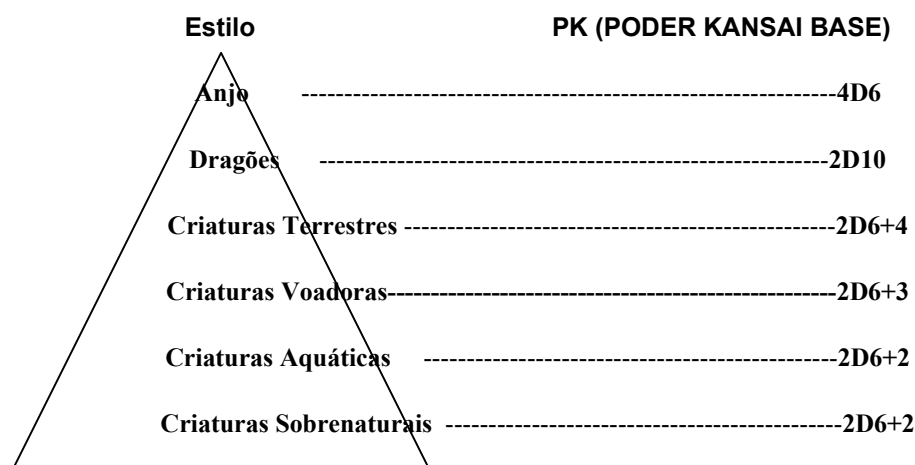 Estilo PK (PODER KANSAI BASE)
Anjo ------------------------------------------------------4D6
Dragões ---------------------------------------------------2D10
Criaturas Terrestres -------------------------------------------2D6+4
Criaturas Voadoras---------------------------------------------2D6+3
Criaturas Aquáticas -----------------------------------------2D6+2
Criaturas Sobrenaturais ---------------------------------------2D6+2